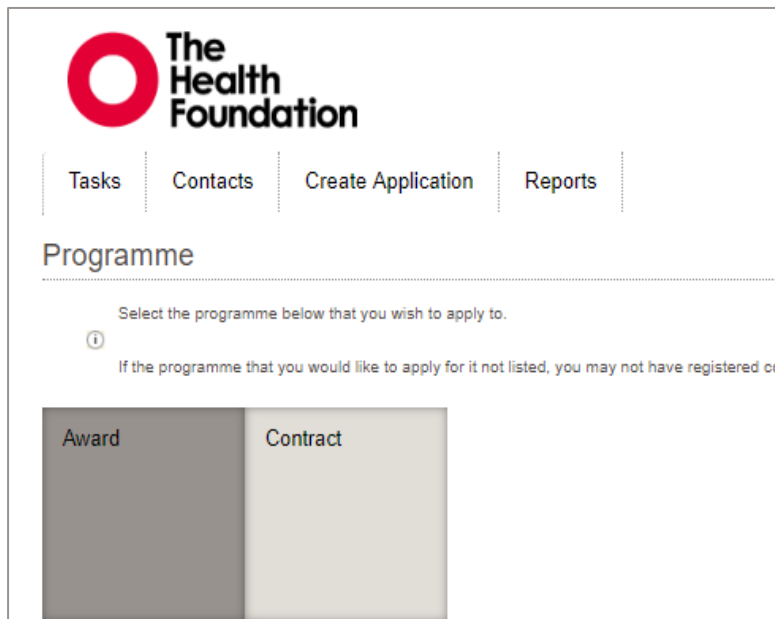 The
Health
Foundation
Tasks Contacts Create Application Reports
Programme
Select the programme below that you wish to apply to.
If the programme that you would like to apply for it not listed, you may not have registered
Award Contract